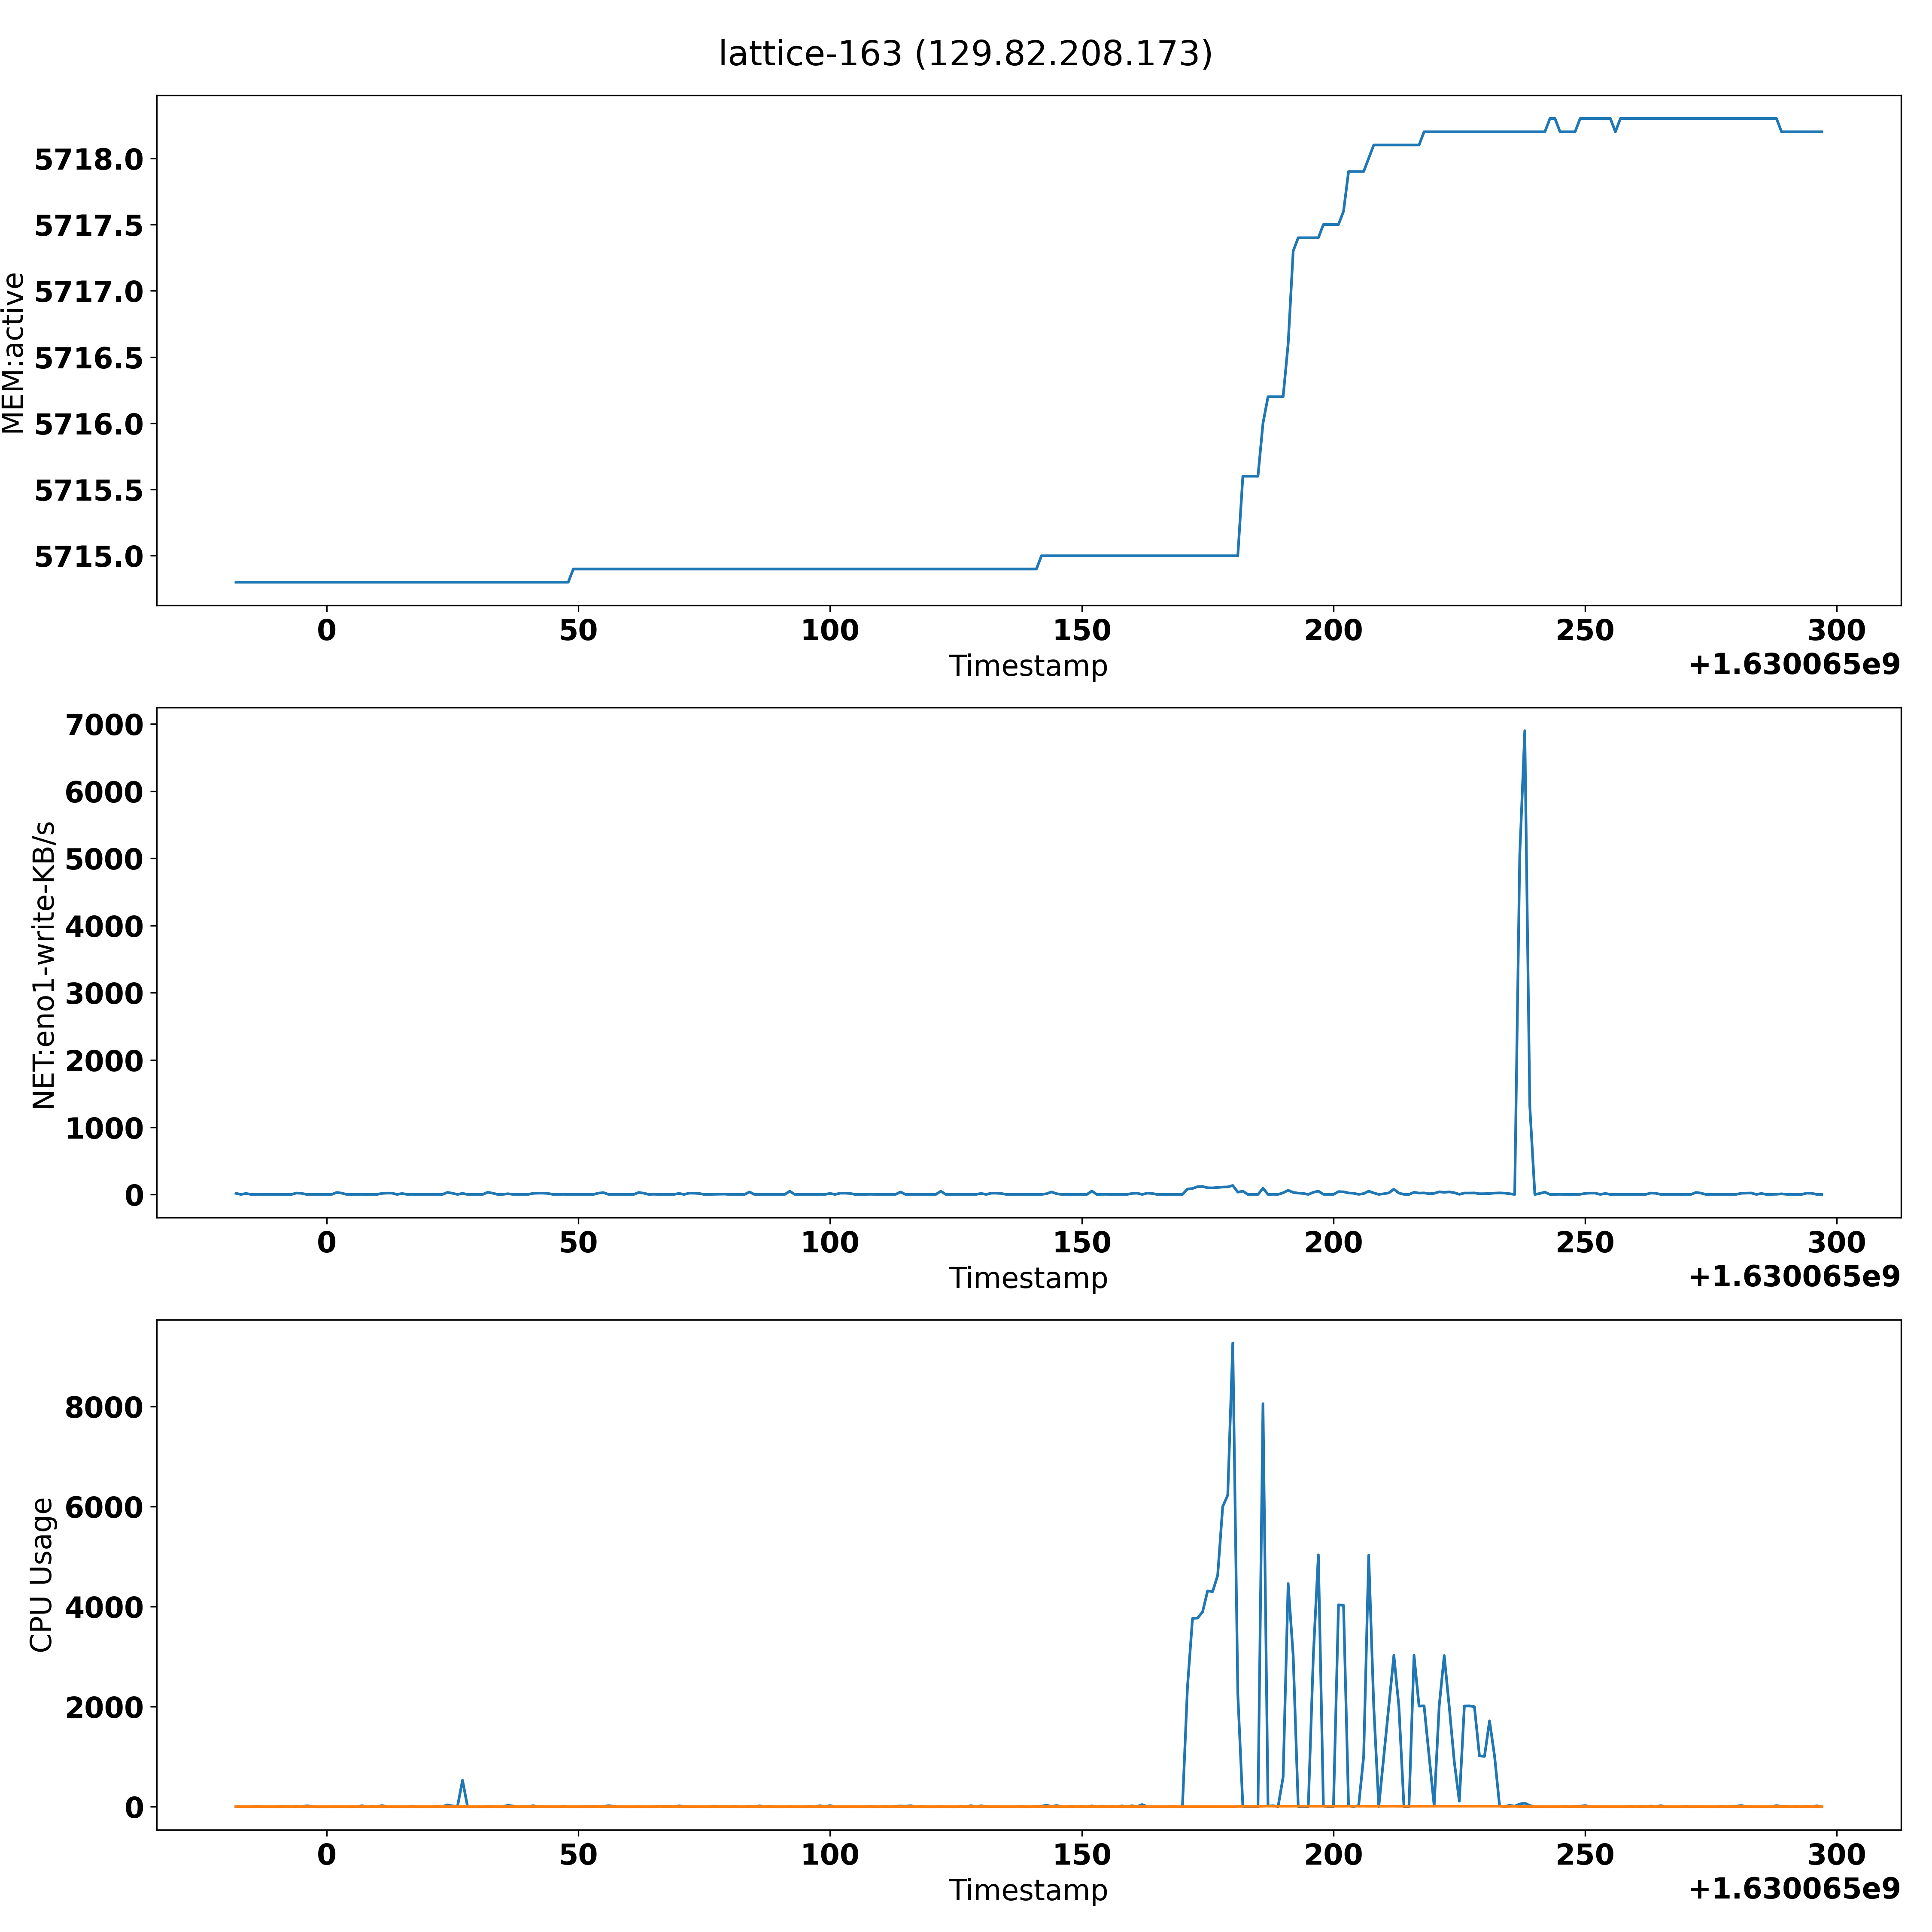 lattice-163 (129.82.208.173)
5718.0
5717.5
5717.0
5716.5
5716.0
5715.5
5715.0
MEM:active
0 50 100 150 200 250 300
Timestamp
+1.630065e9
7000
6000
5000
4000
3000
2000
1000
0
NET:eno1-write-KB/s
0 50 100 150 200 250 300
Timestamp
+1.630065e9
8000
6000
4000
2000
0
CPU Usage
0 50 100 150 200 250 300
Timestamp
+1.630065e9